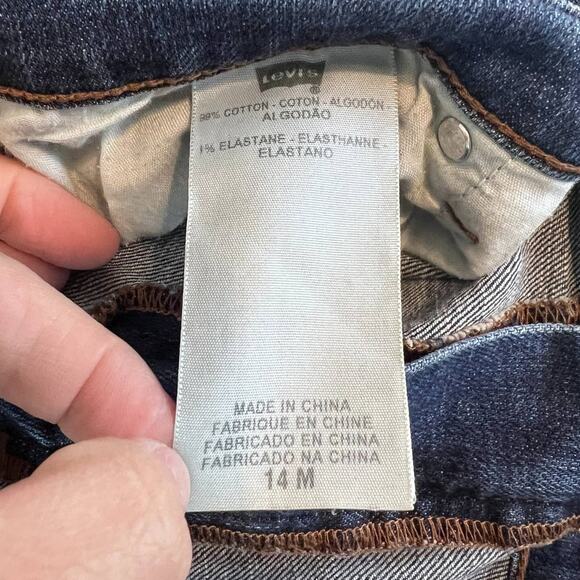 Levi's
®
99% COTTON - COTON - ALGODÓN
ALGODÃO
1% ELASTANE - ELASTHANNE -
ELASTANO
MADE IN CHINA
FABRIQUE EN CHINE
FABRICADO EN CHINA
FABRICADO NA CHINA
14 M